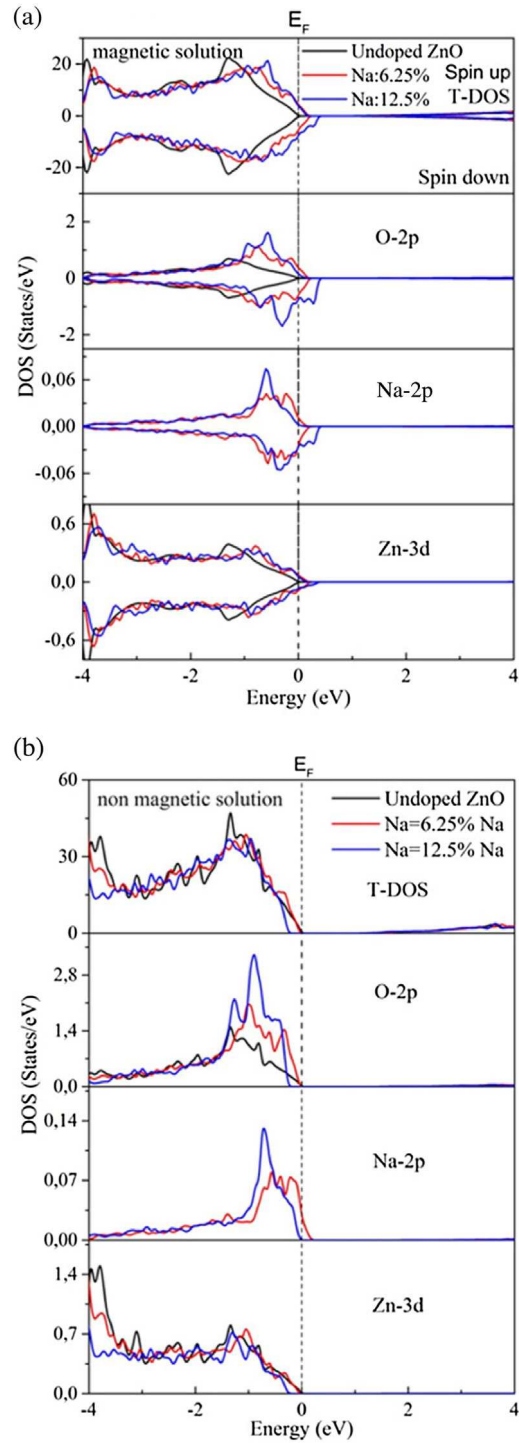 (a)
E_F
magnetic solution
Undoped ZnO
Na:6.25% Spin up
Na:12.5% T-DOS
Spin down
20
0
-20
O-2p
2
0
-2
DOS (States/eV)
Na-2p
0,06
0,00
-0,06
Zn-3d
0,6
0,0
-0,6
-4 -2 0 2 4
Energy (eV)
(b)
E_F
non magnetic solution
Undoped ZnO
Na=6.25% Na
Na=12.5% Na
T-DOS
60
30
0
O-2p
2,8
1,4
0,0
DOS (States/eV)
Na-2p
0,14
0,07
0,00
Zn-3d
1,4
0,7
0,0
-4 -2 0 2 4
Energy (eV)